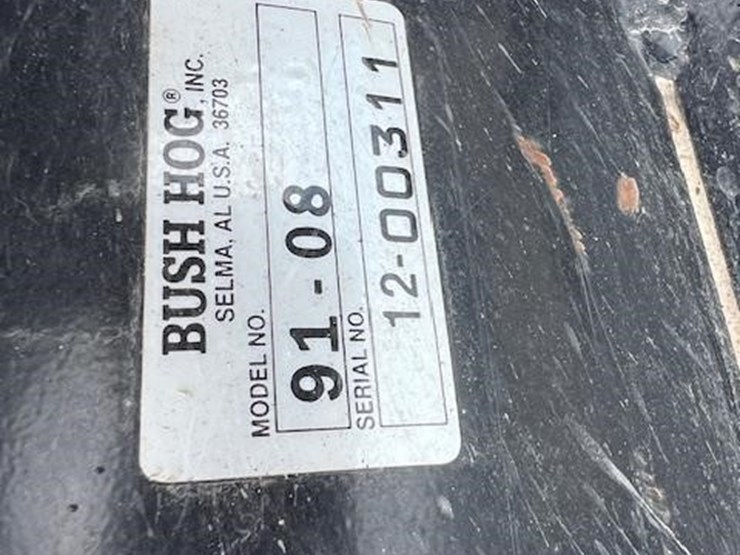 BUSH HOG®, INC.
SELMA, AL U.S.A. 36703
MODEL NO.
91-08
SERIAL NO.
12-00311